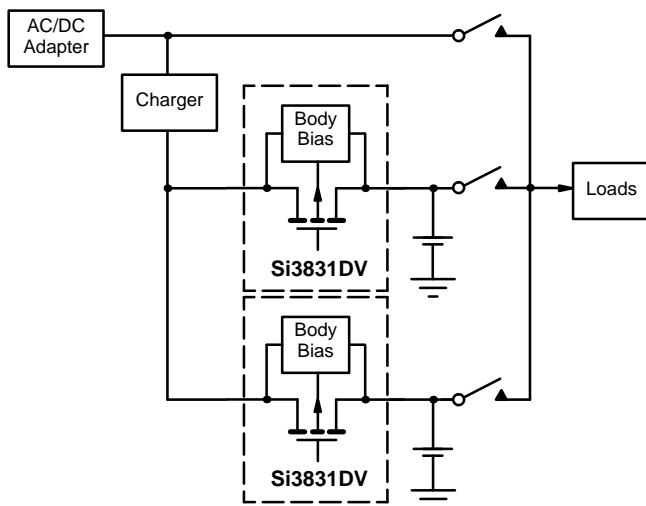 AC/DC
Adapter
Charger
Body
Bias
Loads
Si3831DV
Body
Bias
Si3831DV